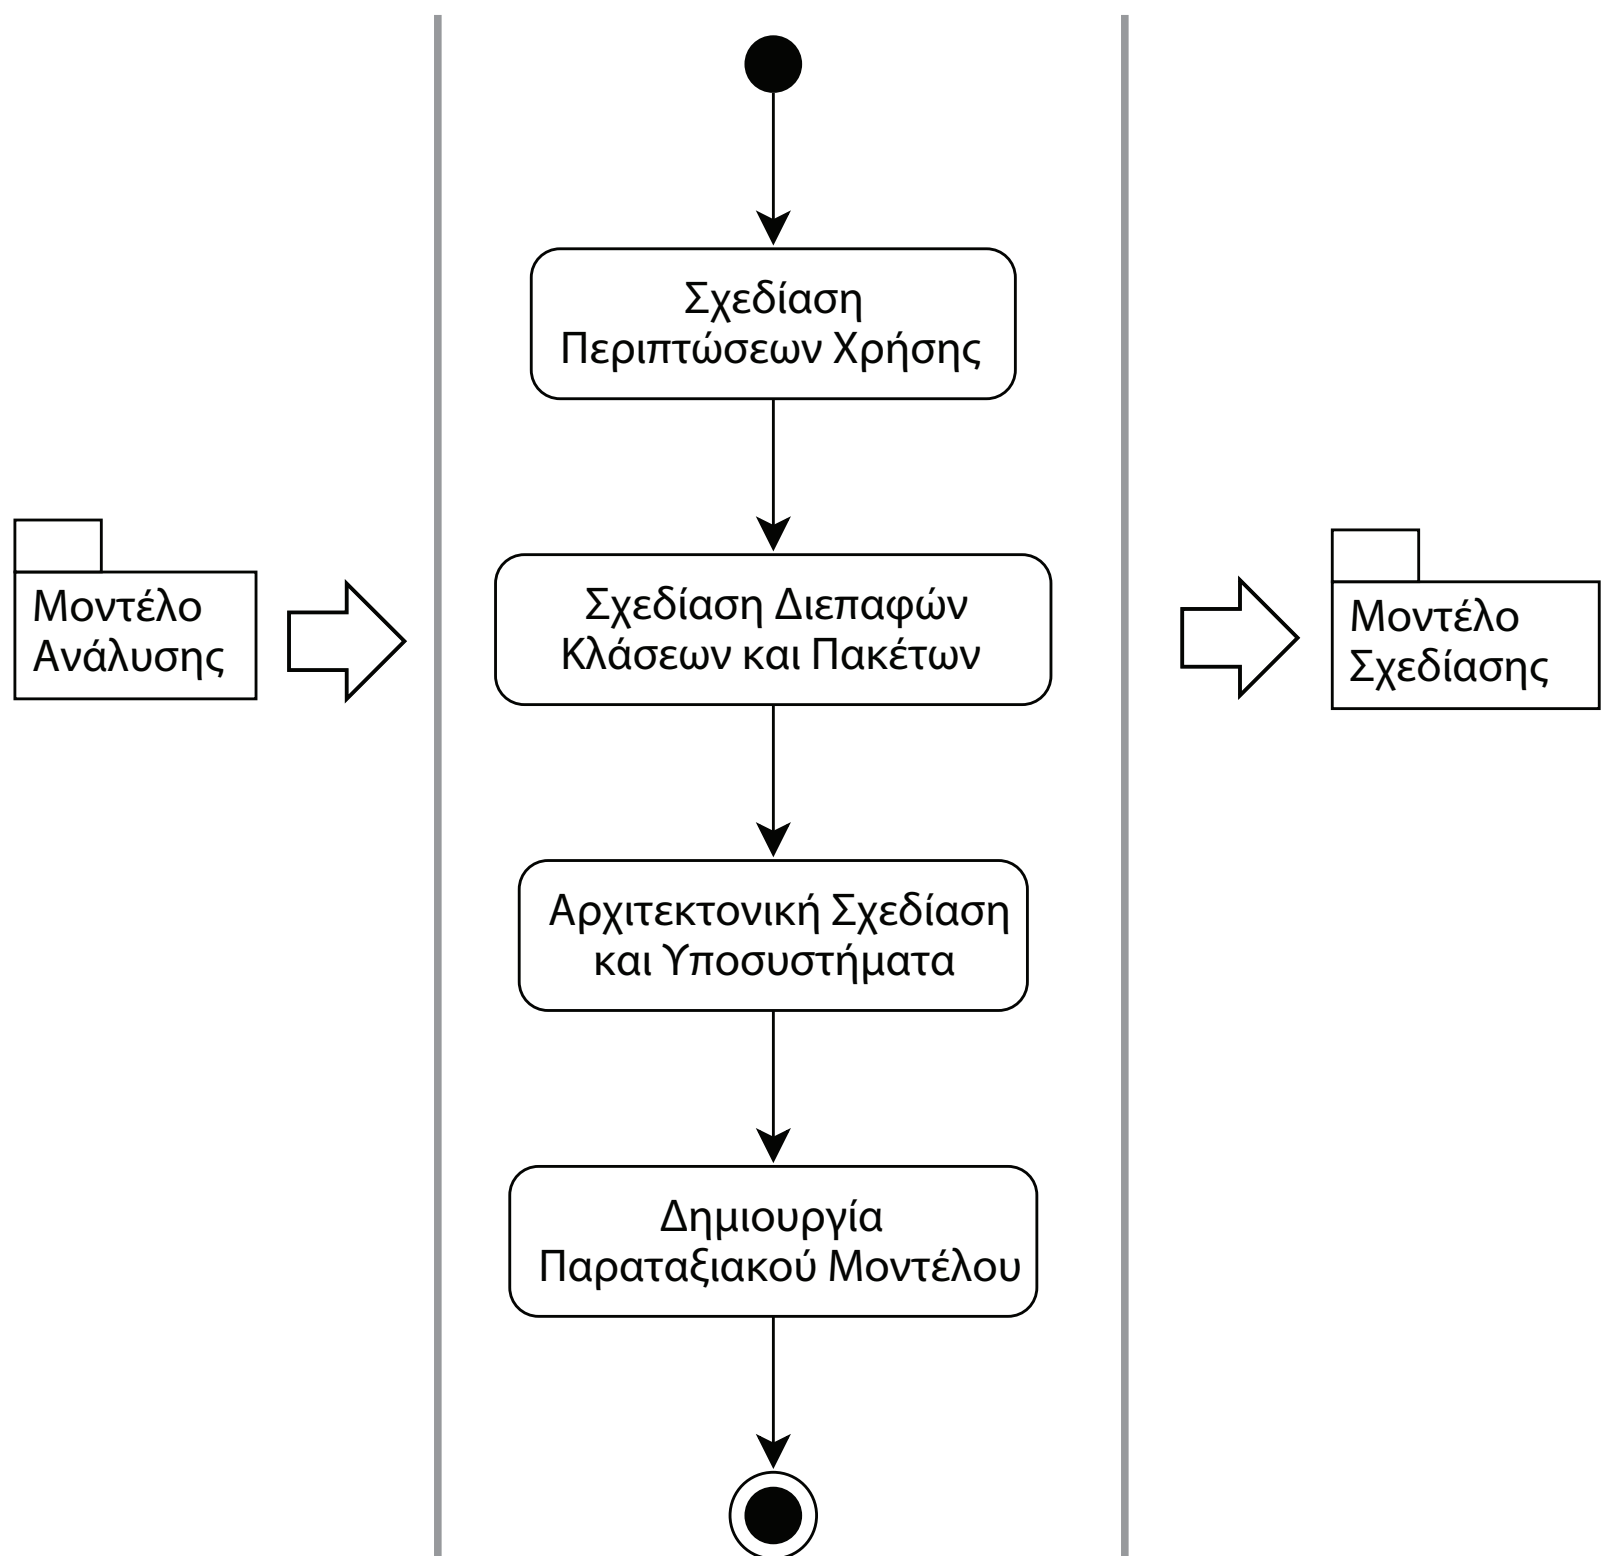 Σχεδίαση
Περιπτώσεων Χρήσης
Μοντέλο
Ανάλυσης
Σχεδίαση Διεπαφών
Κλάσεων και Πακέτων
Μοντέλο
Σχεδίασης
Αρχιτεκτονική Σχεδίαση
και Υποσυστήματα
Δημιουργία
Παραταξιακού Μοντέλου